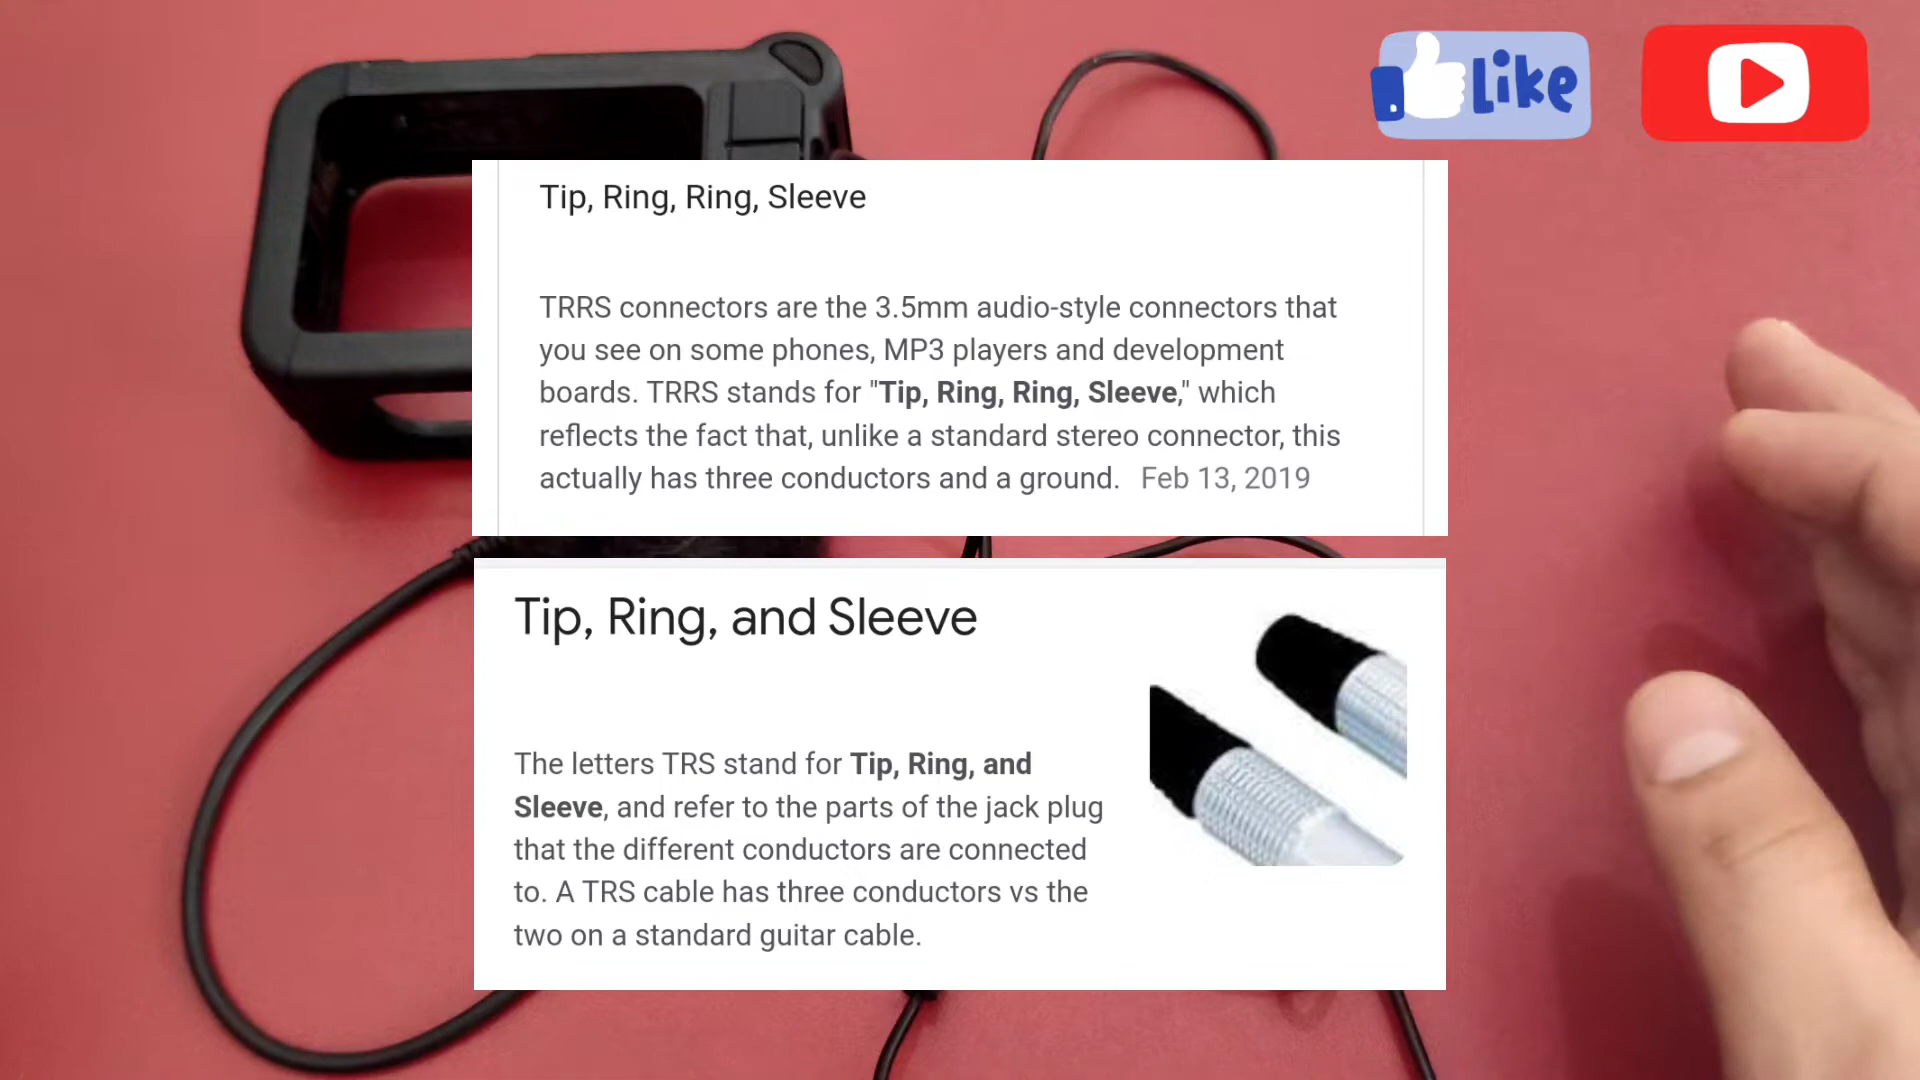 Like
Tip, Ring, Ring, Sleeve
TRRS connectors are the 3.5mm audio-style connectors that
you see on some phones, MP3 players and development
boards. TRRS stands for "Tip, Ring, Ring, Sleeve," which
reflects the fact that, unlike a standard stereo connector, this
actually has three conductors and a ground. Feb 13, 2019
Tip, Ring, and Sleeve
The letters TRS stand for Tip, Ring, and
Sleeve, and refer to the parts of the jack plug
that the different conductors are connected
to. A TRS cable has three conductors vs the
two on a standard guitar cable.